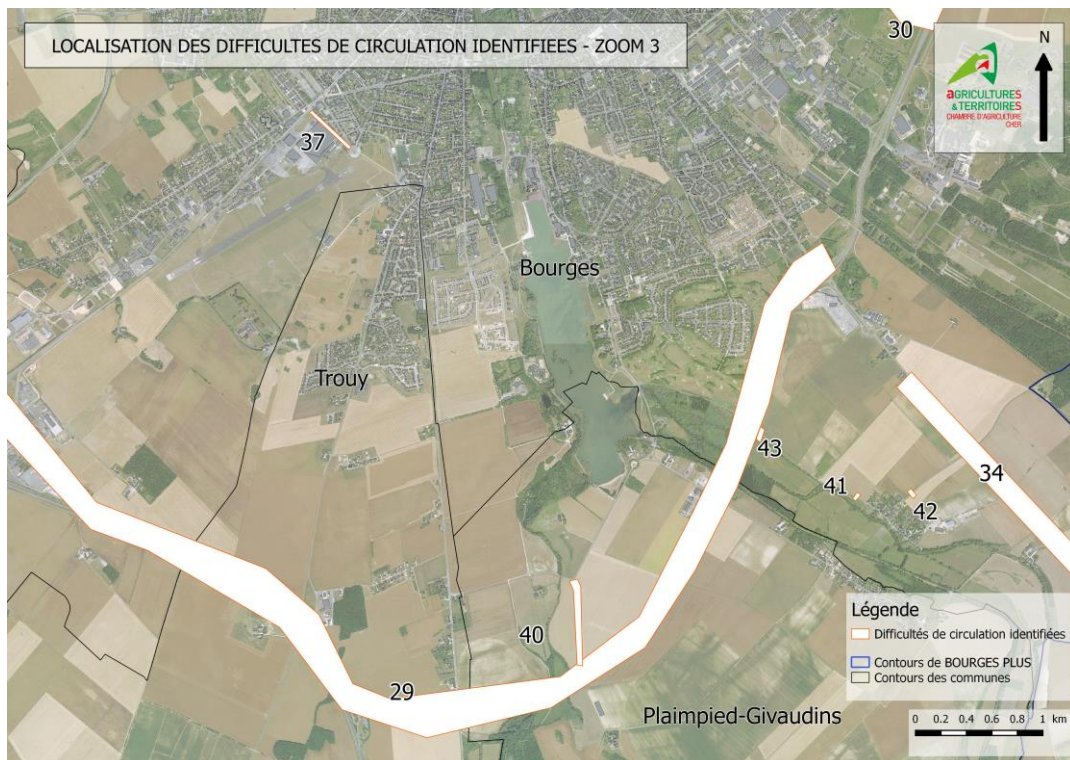 LOCALISATION DES DIFFICULTES DE CIRCULATION IDENTIFIEES - ZOOM 3
30
N
AGRICULTURES
& TERRITOIRES
CHAMBRE D'AGRICULTURE
CHER
37
Bourges
Trouy
43
41
42
34
40
29
Plaimpied-Givaudins
Légende
Difficultés de circulation identifiées
Contours de BOURGES PLUS
Contours des communes
0 0.2 0.4 0.6 0.8 1 km